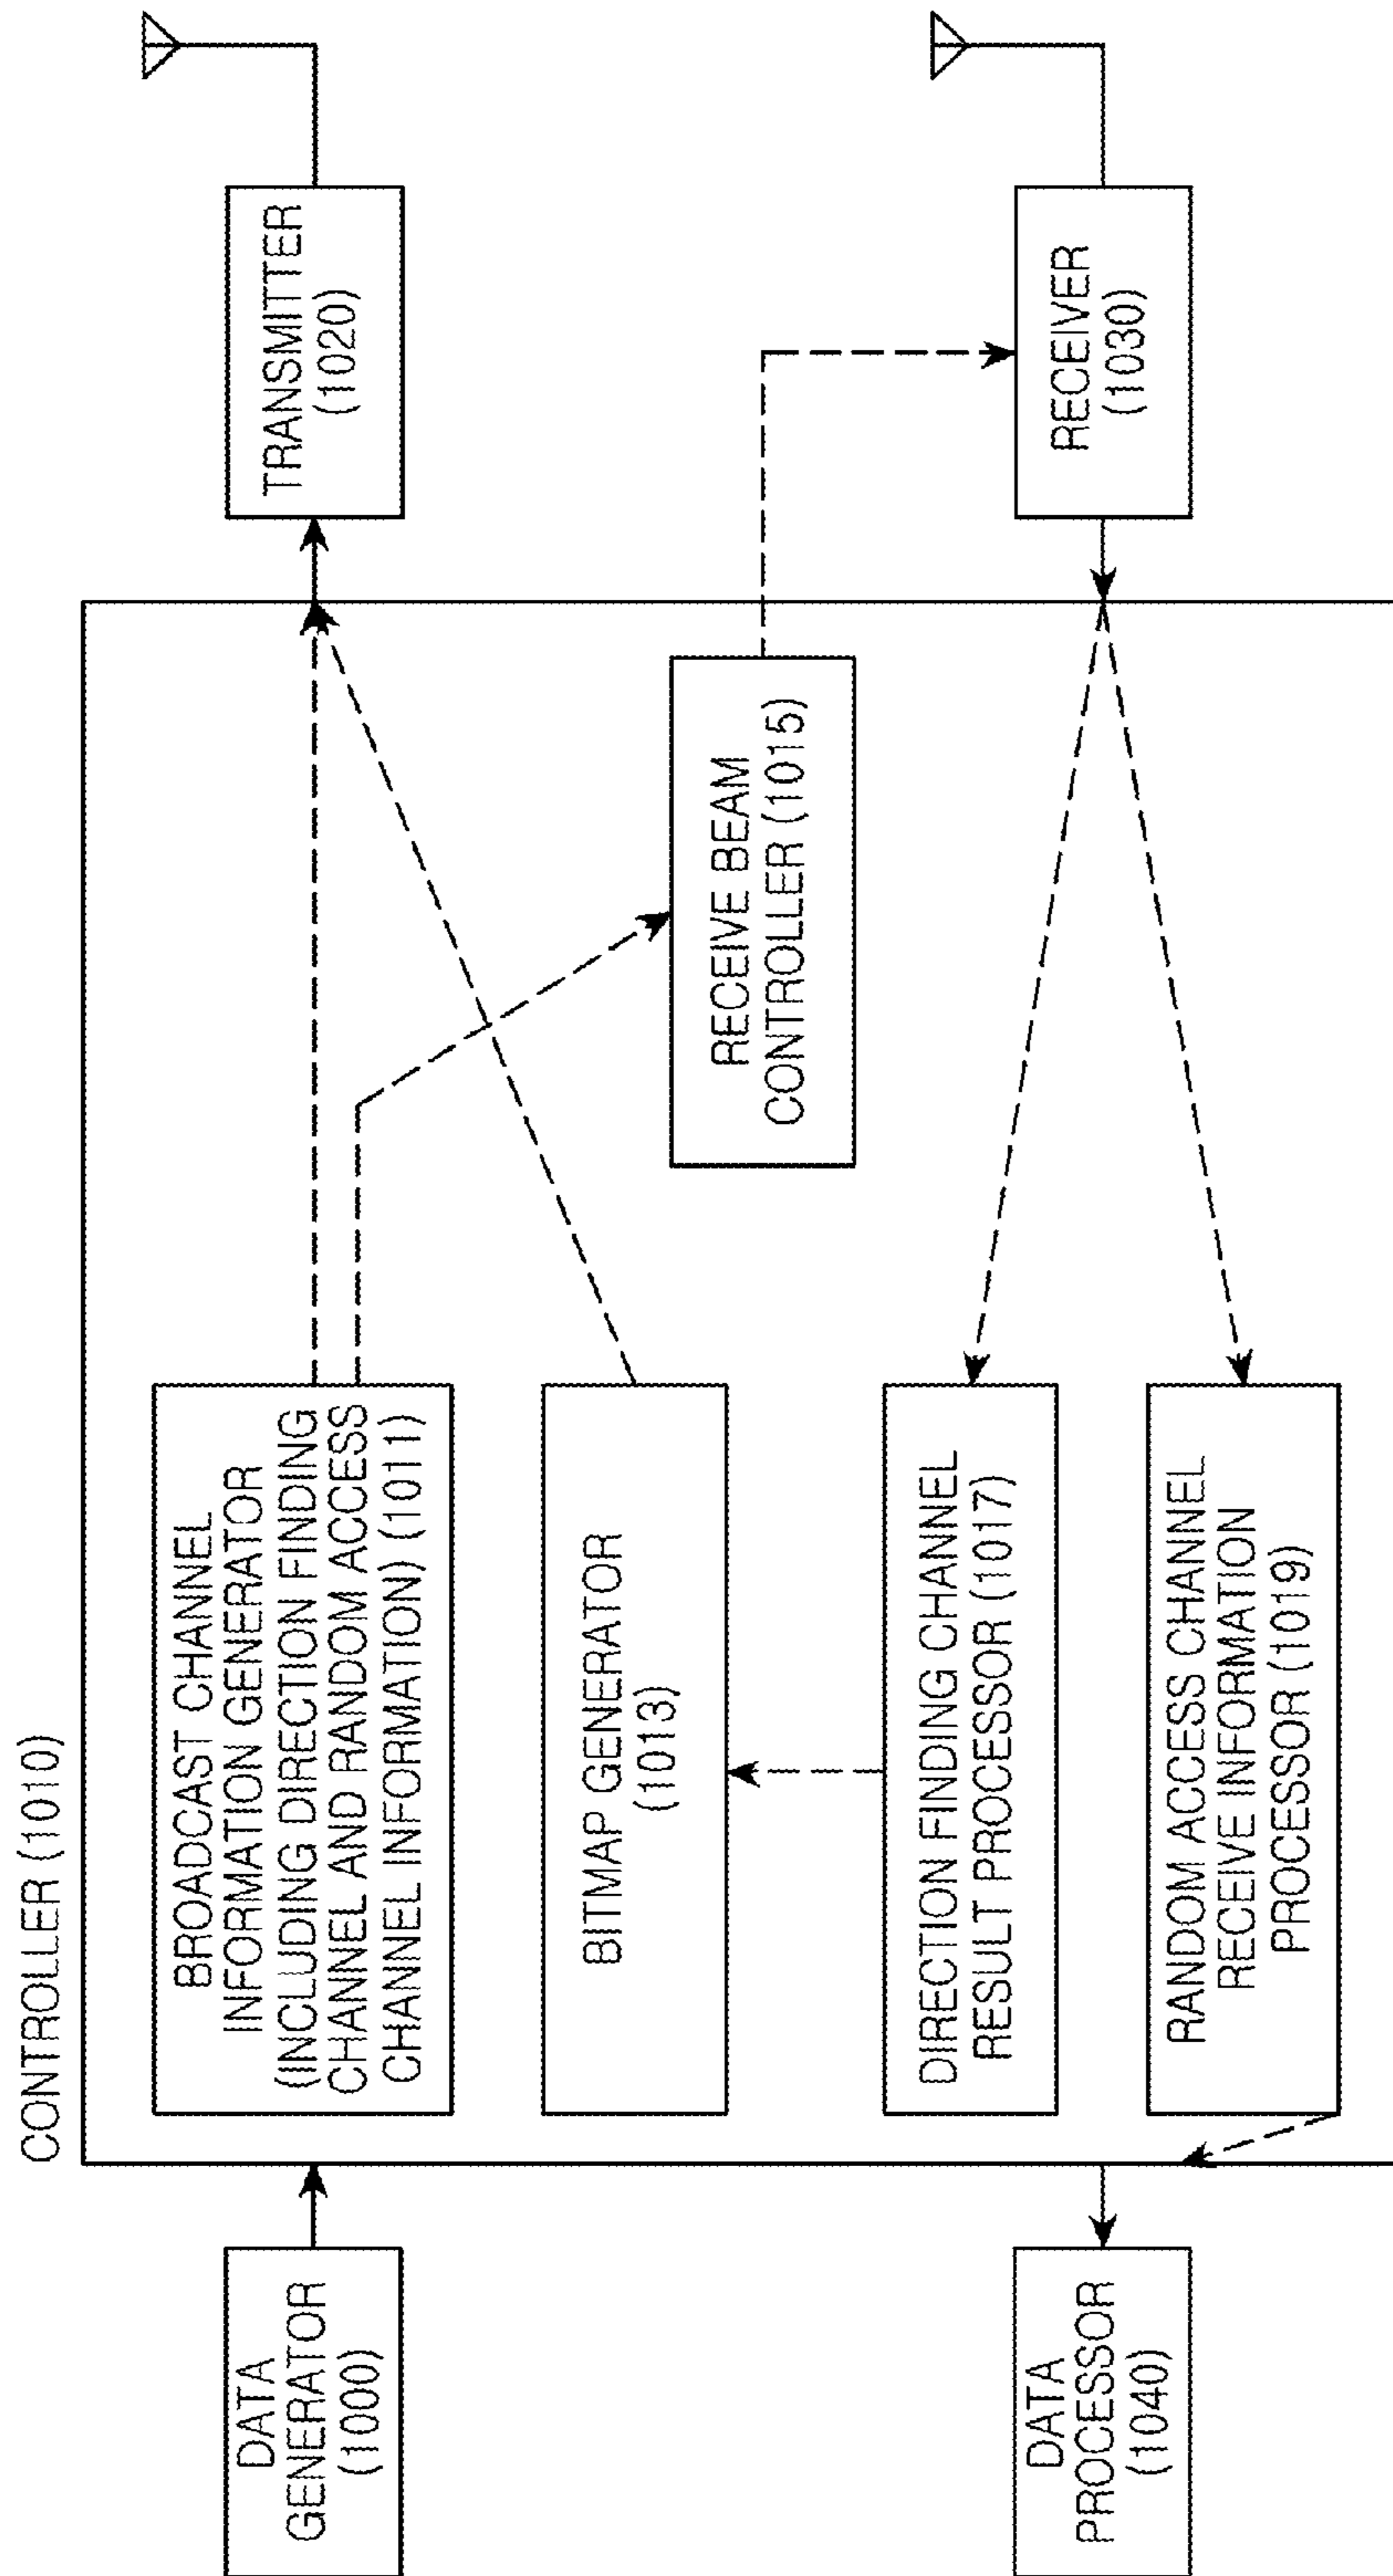 CONTROLLER (1010)
DATA
GENERATOR
(1000)
BROADCAST CHANNEL
INFORMATION GENERATOR
(INCLUDING DIRECTION FINDING
CHANNEL AND RANDOM ACCESS
CHANNEL INFORMATION) (1011)
TRANSMITTER
(1020)
BITMAP GENERATOR
(1013)
RECEIVE BEAM
CONTROLLER (1015)
DIRECTION FINDING CHANNEL
RESULT PROCESSOR (1017)
DATA
PROCESSOR
(1040)
RANDOM ACCESS CHANNEL
RECEIVE INFORMATION
PROCESSOR (1019)
RECEIVER
(1030)